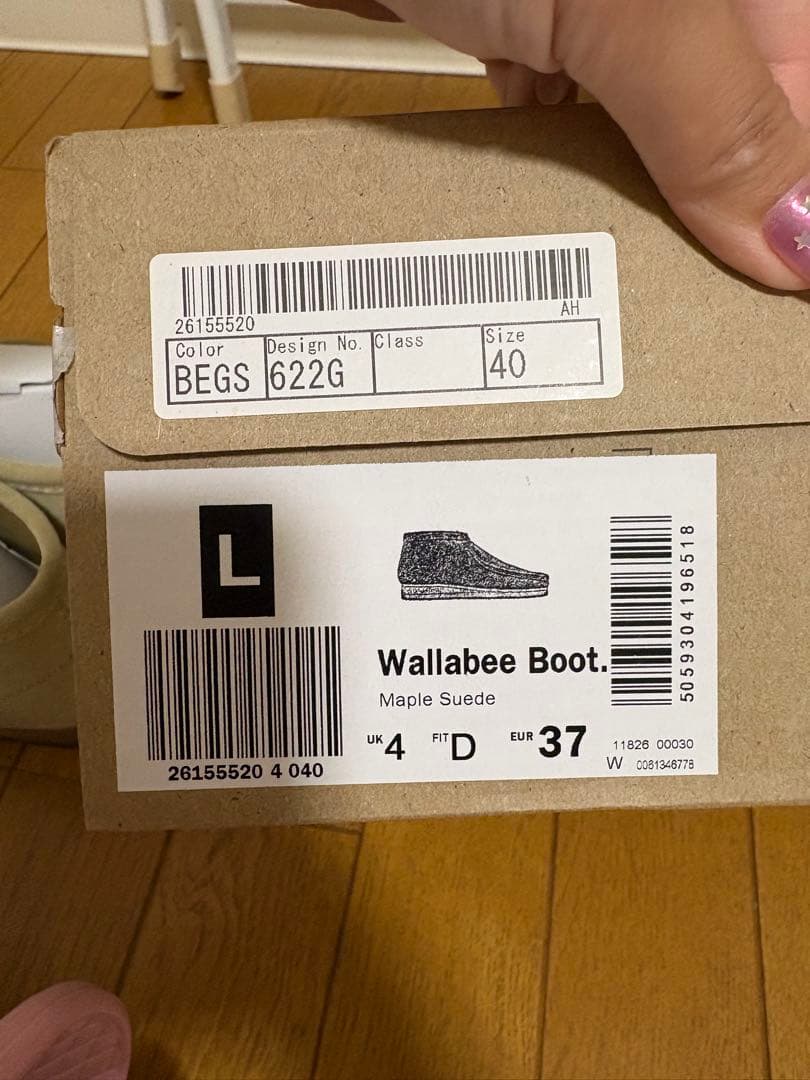 26155520
AH
Color
Design No.
Class
Size
BEGS
622G
40
L
26155520 4 040
Wallabee Boot.
Maple Suede
UK 4
FIT D
EUR 37
5059304196518
11826 00030
W 0081346778